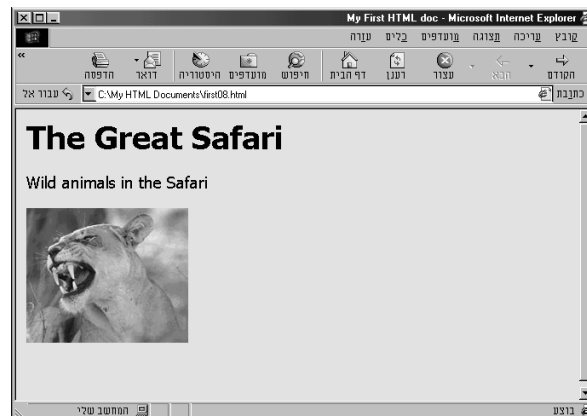 My First HTML doc - Microsoft Internet Explorer
קובץ עריכה תצוגה מועדפים כלים עזרה
הקודם הבא עצור רענן דף הבית חיפוש מועדפים היסטוריה דואר הדפסה
כתובת C:\My HTML Documents\first08.html עבור אל
The Great Safari
Wild animals in the Safari
בוצע המחשב שלי